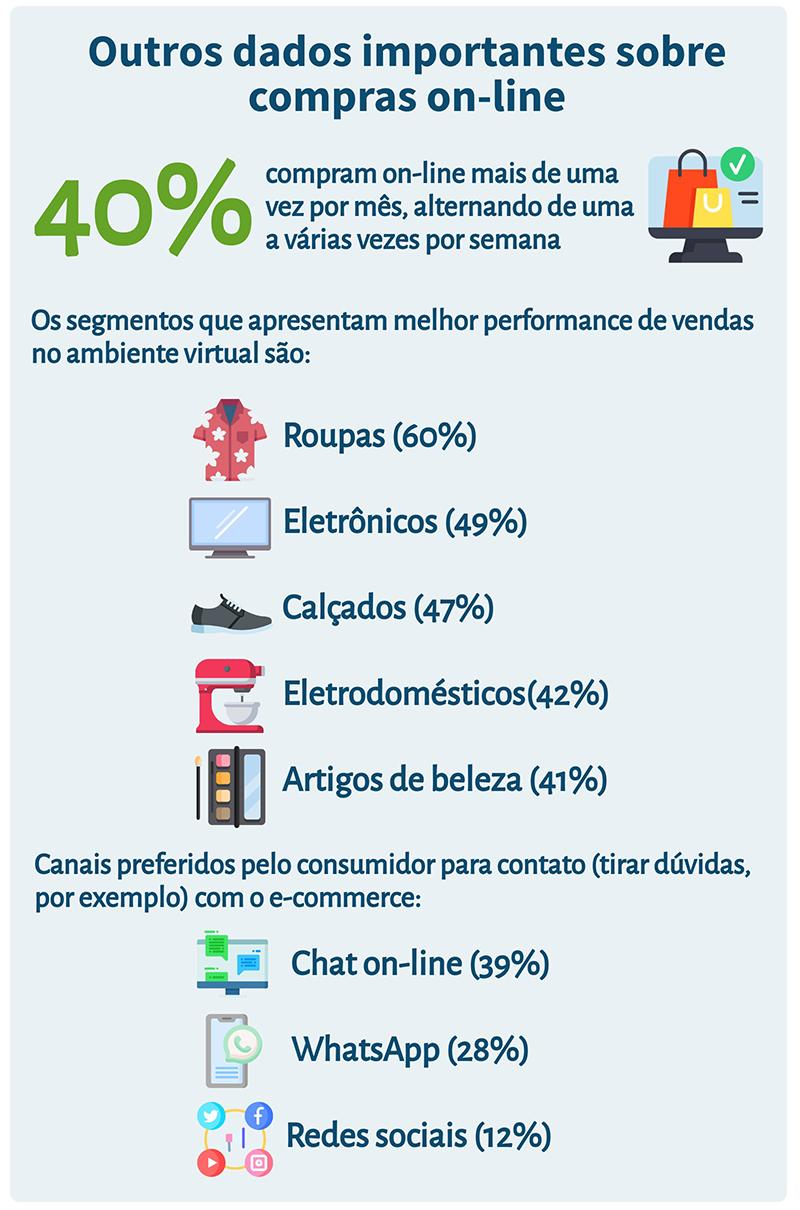 Outros dados importantes sobre
compras on-line
40%
compram on-line mais de uma
vez por mês, alternando de uma
a várias vezes por semana
Os segmentos que apresentam melhor performance de vendas
no ambiente virtual são:
Roupas (60%)
Eletrônicos (49%)
Calçados (47%)
Eletrodomésticos(42%)
Artigos de beleza (41%)
Canais preferidos pelo consumidor para contato (tirar dúvidas,
por exemplo) com o e-commerce:
Chat on-line (39%)
WhatsApp (28%)
Redes sociais (12%)